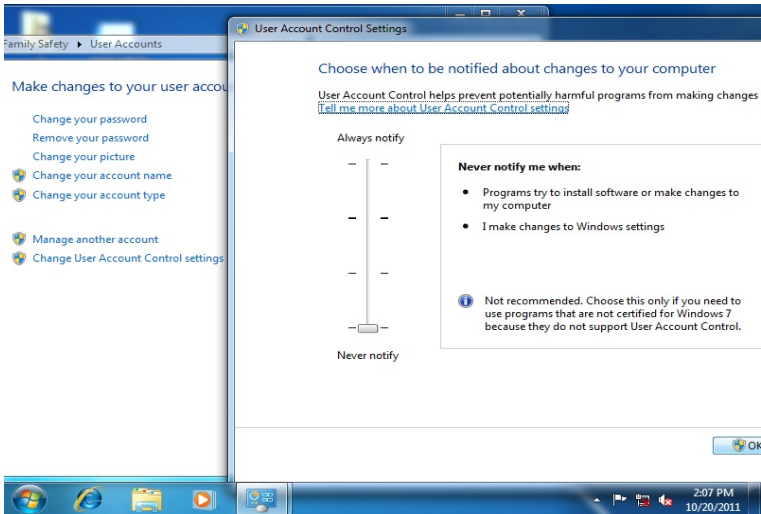 User Account Control Settings
Family Safety ▸ User Accounts
Make changes to your user accou
Change your password
Remove your password
Change your picture
Change your account name
Change your account type
Manage another account
Change User Account Control settings
Choose when to be notified about changes to your computer
User Account Control helps prevent potentially harmful programs from making changes
Tell me more about User Account Control settings
Always notify
Never notify me when:
• Programs try to install software or make changes to
my computer
• I make changes to Windows settings
Not recommended. Choose this only if you need to
use programs that are not certified for Windows 7
because they do not support User Account Control.
Never notify
OK
2:07 PM
10/20/2011